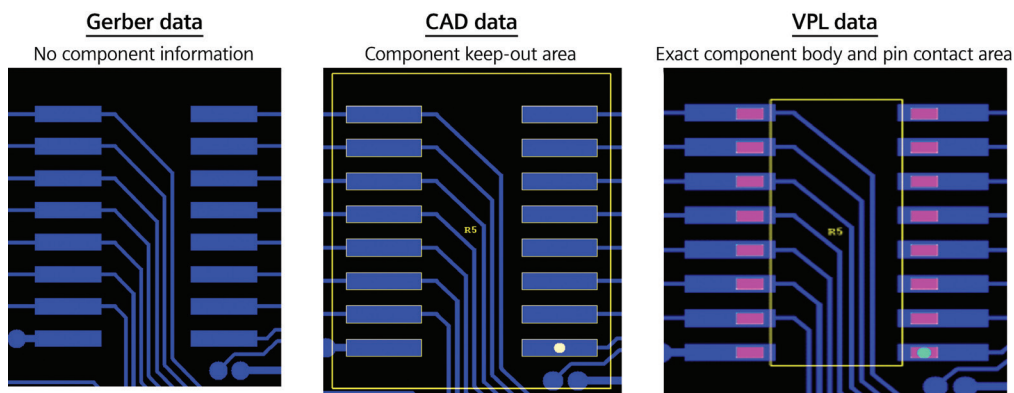 Gerber data
No component information
CAD data
Component keep-out area
R5
VPL data
Exact component body and pin contact area
R5